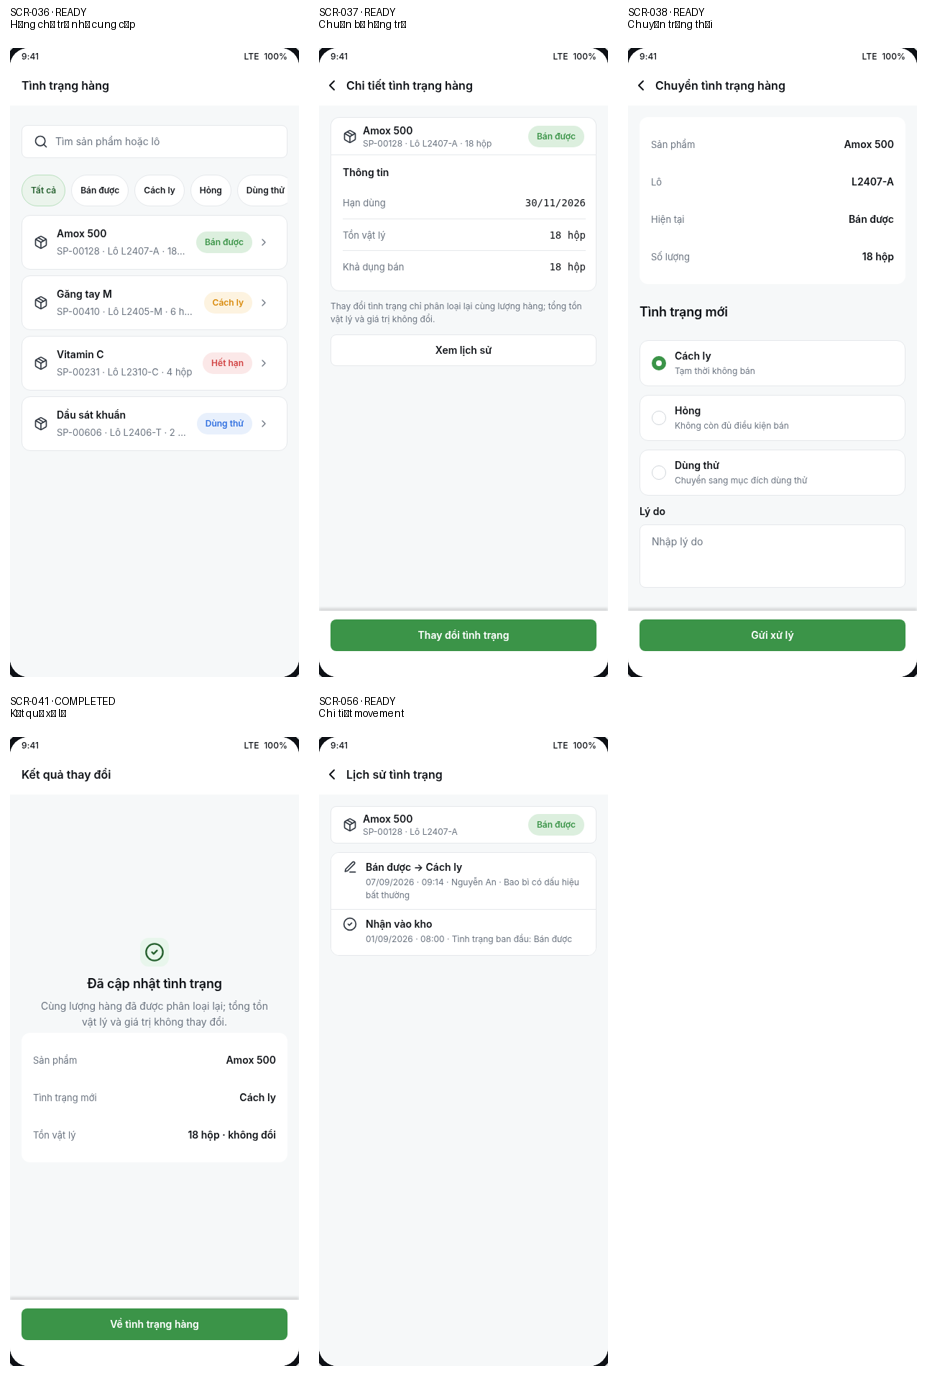 SCR-036 · READY
SCR-037 · READY
SCR-038 · READY
9:41 LTE 100%
Tình trạng hàng
Tìm sản phẩm hoặc lô
Tất cả Bán được Cách ly Hỏng Dùng thử
Amox 500
SP-00128 · Lô L2407-A · 18...
Bán được
Găng tay M
SP-00410 · Lô L2405-M · 6 h...
Cách ly
Vitamin C
SP-00231 · Lô L2310-C · 4 hộp
Hết hạn
Dầu sát khuẩn
SP-00606 · Lô L2406-T · 2 ...
Dùng thử
9:41 LTE 100%
Chi tiết tình trạng hàng
Amox 500
SP-00128 · Lô L2407-A · 18 hộp
Bán được
Thông tin
Hạn dùng 30/11/2026
Tồn vật lý 18 hộp
Khả dụng bán 18 hộp
Thay đổi tình trạng chỉ phân loại lại cùng lượng hàng; tổng tồn
vật lý và giá trị không đổi.
Xem lịch sử
Thay đổi tình trạng
9:41 LTE 100%
Chuyển tình trạng hàng
Sản phẩm Amox 500
Lô L2407-A
Hiện tại Bán được
Số lượng 18 hộp
Tình trạng mới
Cách ly
Tạm thời không bán
Hỏng
Không còn đủ điều kiện bán
Dùng thử
Chuyển sang mục đích dùng thử
Lý do
Nhập lý do
Gửi xử lý
SCR-041 · COMPLETED
SCR-056 · READY
Chi movement
9:41 LTE 100%
Kết quả thay đổi
Đã cập nhật tình trạng
Cùng lượng hàng đã được phân loại lại; tổng tồn
vật lý và giá trị không thay đổi.
Sản phẩm Amox 500
Tình trạng mới Cách ly
Tồn vật lý 18 hộp · không đổi
Về tình trạng hàng
9:41 LTE 100%
Lịch sử tình trạng
Amox 500
SP-00128 · Lô L2407-A
Bán được
Bán được → Cách ly
07/09/2026 · 09:14 · Nguyễn An · Bao bì có dấu hiệu
bất thường
Nhận vào kho
01/09/2026 · 08:00 · Tình trạng ban đầu: Bán được